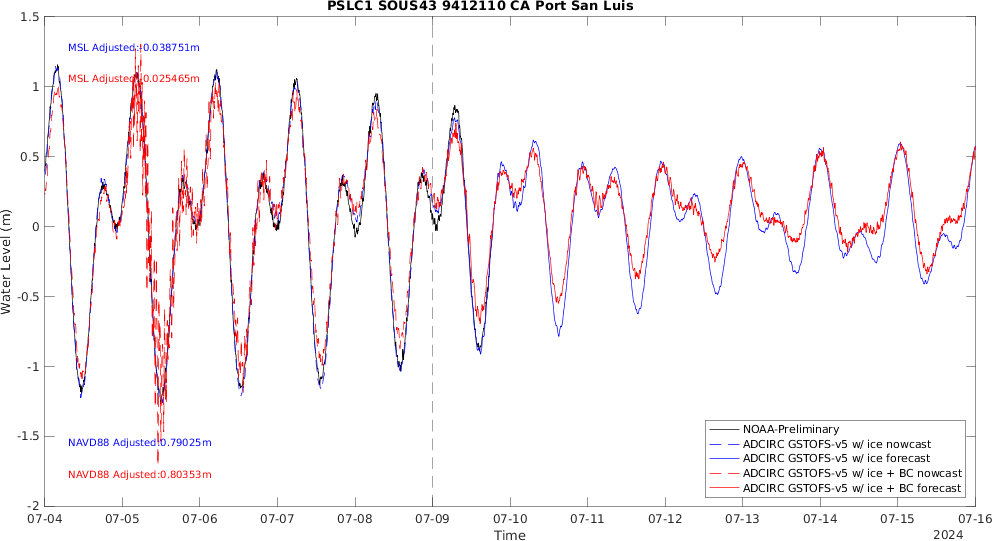 PSLC1 SOUS43 9412110 CA Port San Luis
MSL Adjusted:-0.038751m
MSL Adjusted:-0.025465m
NAVD88 Adjusted:0.79025m
NAVD88 Adjusted:0.80353m
Water Level (m)
1.5
1
0.5
0
-0.5
-1
-1.5
-2
NOAA-Preliminary
ADCIRC GSTOFS-v5 w/ ice nowcast
ADCIRC GSTOFS-v5 w/ ice forecast
ADCIRC GSTOFS-v5 w/ ice + BC nowcast
ADCIRC GSTOFS-v5 w/ ice + BC forecast
07-04 07-05 07-06 07-07 07-08 07-09 07-10 07-11 07-12 07-13 07-14 07-15 07-16
Time
2024